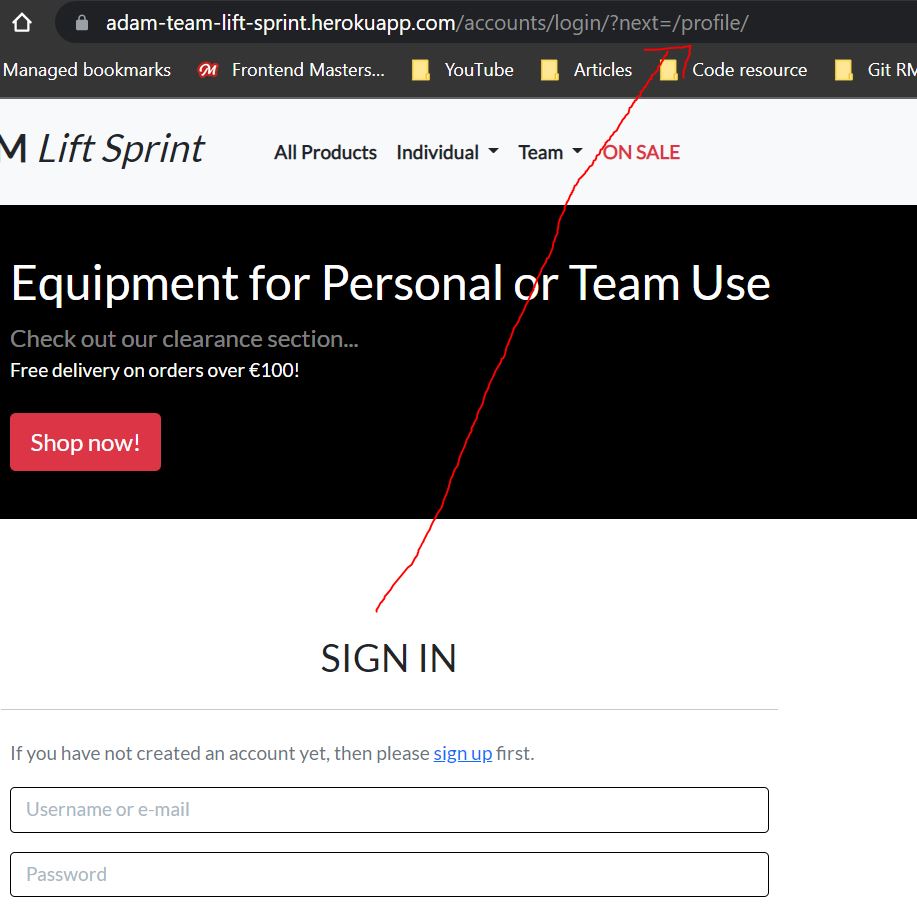 adam-team-lift-sprint.herokuapp.com/accounts/login/?next=/profile/
Managed bookmarks Frontend Masters... YouTube Articles Code resource Git RM
M Lift Sprint All Products Individual Team ON SALE
Equipment for Personal or Team Use
Check out our clearance section...
Free delivery on orders over €100!
Shop now!
SIGN IN
If you have not created an account yet, then please sign up first.
Username or e-mail
Password